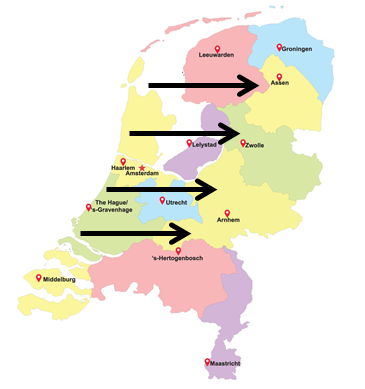 Groningen
Leeuwarden
Assen
Lelystad
Zwolle
Haarlem
Amsterdam
The Hague/
's-Gravenhage
Utrecht
Arnhem
's-Hertogenbosch
Middelburg
Maastricht